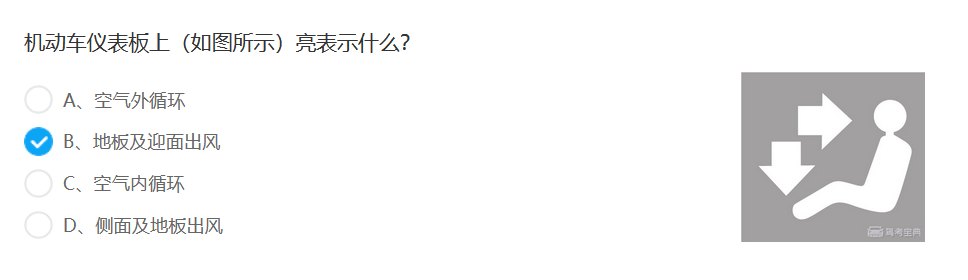 机动车仪表板上（如图所示）亮表示什么？
A、空气外循环
B、地板及迎面出风
C、空气内循环
D、侧面及地板出风
驾考宝典